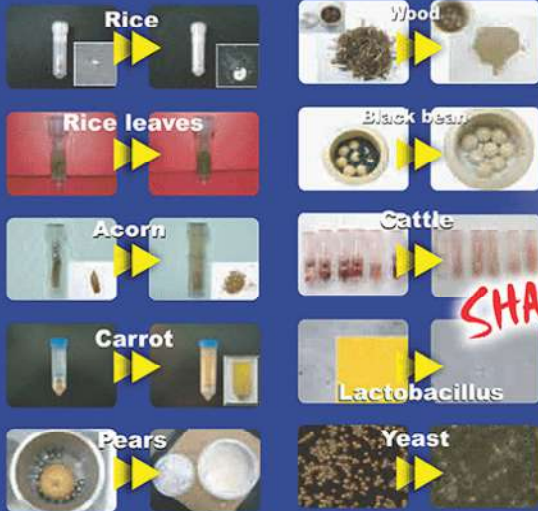 Rice
Wood
Rice leaves
Black bean
Acorn
Cattle
Carrot
Lactobacillus
Pears
Yeast